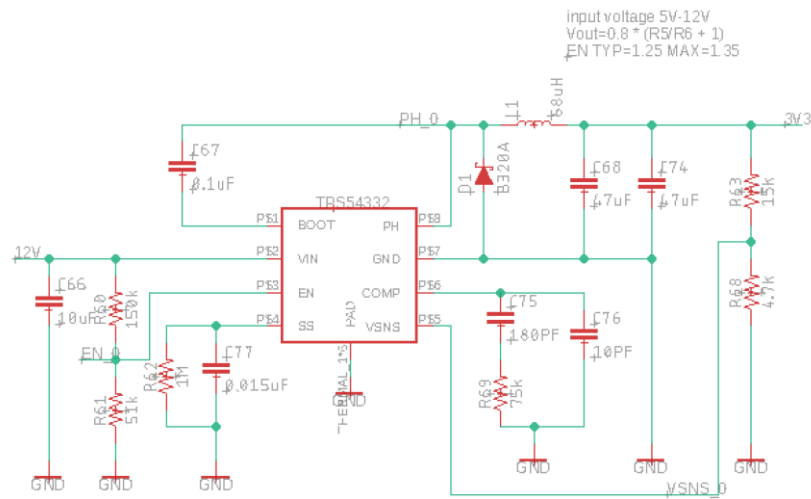 input voltage 5V-12V
Vout=0.8 * (R5/R6 + 1)
EN TYP=1.25 MAX=1.35
PH_0
L1
68uH
3V3
C67
0.1uF
D1
B320A
C68
47uF
C74
47uF
R63
15k
TPS54332
P$1
BOOT
PH
P$8
12V
P$2
VIN
GND
P$7
C66
10uF
R60
150k
P$3
EN
COMP
P$6
R68
4.7k
P$4
SS
VSNS
P$5
PAD
C75
180PF
C76
10PF
EN_0
R62
1M
C77
0.015uF
THERMAL_1*6
GND
R69
75k
R61
51k
GND
GND
GND
GND
GND
GND
VSNS_0